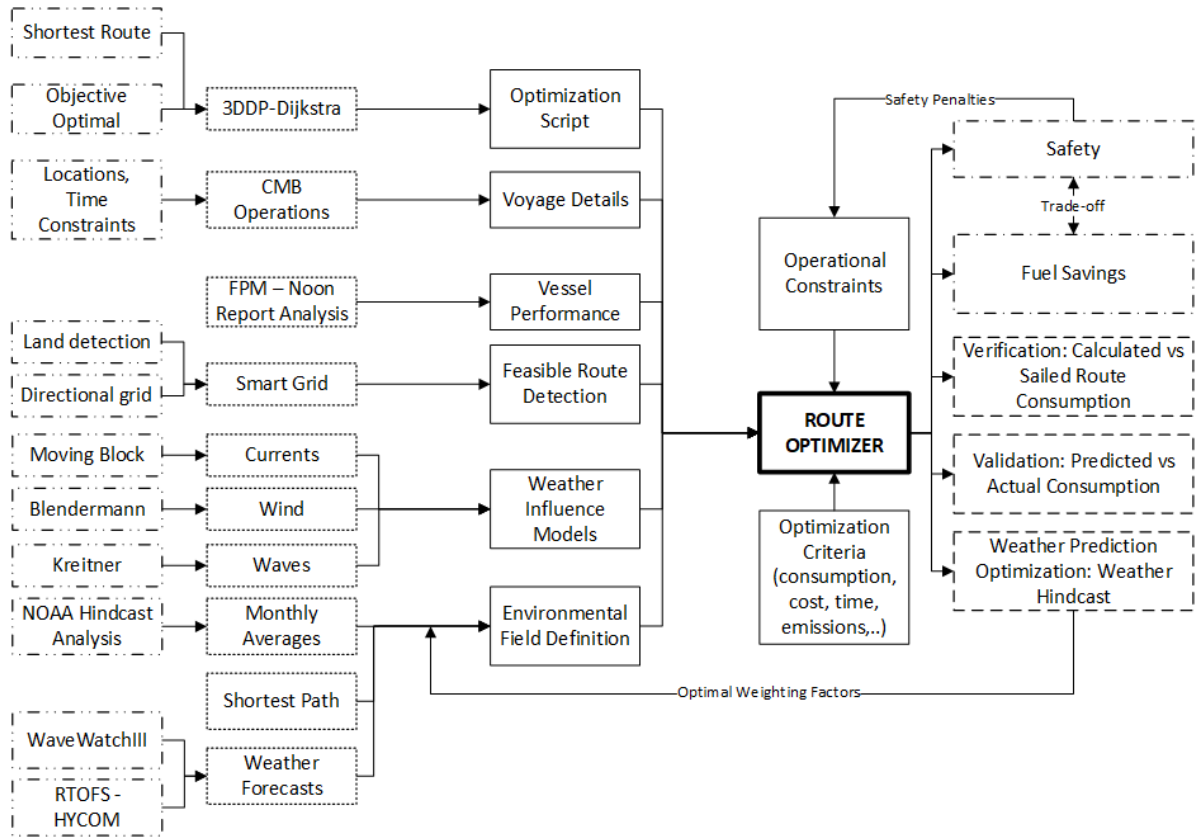 Shortest Route
Objective
Optimal
Locations,
Time
Constraints
Land detection
Directional grid
Moving Block
Blendermann
Kreitner
NOAA Hindcast
Analysis
WaveWatchIII
RTOFS -
HYCOM
3DDP-Dijkstra
CMB
Operations
FPM – Noon
Report Analysis
Smart Grid
Currents
Wind
Waves
Monthly
Averages
Shortest Path
Weather
Forecasts
Optimization
Script
Voyage Details
Vessel
Performance
Feasible Route
Detection
Weather
Influence
Models
Environmental
Field Definition
Safety Penalties
Operational
Constraints
ROUTE
OPTIMIZER
Optimization
Criteria
(consumption,
cost, time,
emissions,..)
Optimal Weighting Factors
Safety
Trade-off
Fuel Savings
Verification: Calculated vs
Sailed Route
Consumption
Validation: Predicted vs
Actual Consumption
Weather Prediction
Optimization: Weather
Hindcast